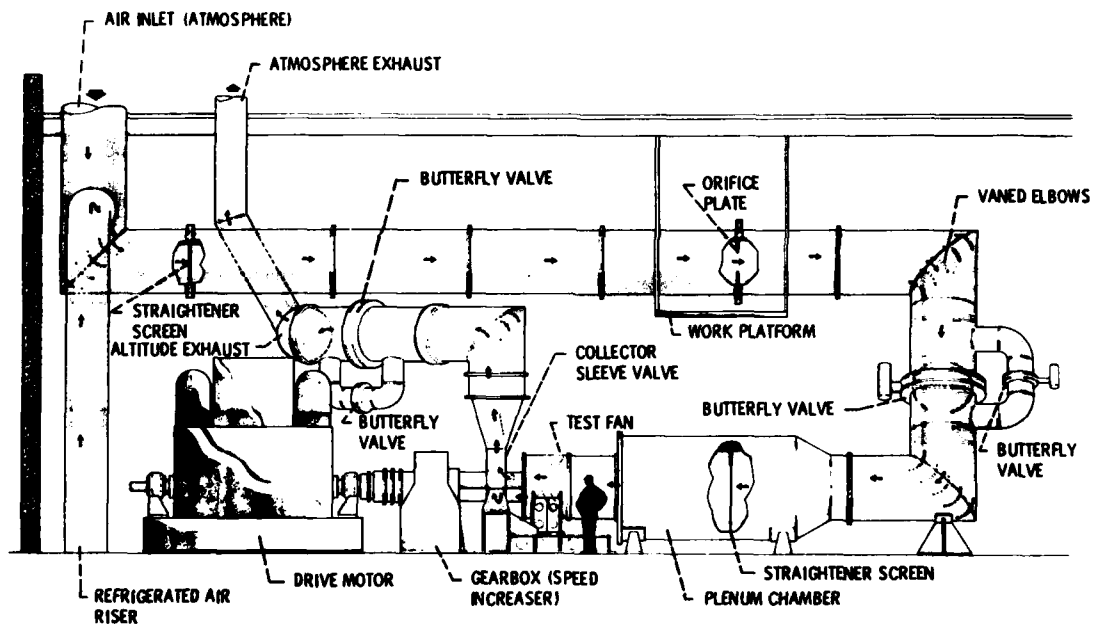 AIR INLET (ATMOSPHERE)
ATMOSPHERE EXHAUST
BUTTERFLY VALVE
ORIFICE
PLATE
VANED ELBOWS
STRAIGHTENER
SCREEN
ALTITUDE EXHAUST
WORK PLATFORM
COLLECTOR
SLEEVE VALVE
BUTTERFLY VALVE
TEST FAN
BUTTERFLY
VALVE
BUTTERFLY
VALVE
DRIVE MOTOR
GEARBOX (SPEED
INCREASER)
STRAIGHTENER SCREEN
PLENUM CHAMBER
REFRIGERATED AIR
RISER